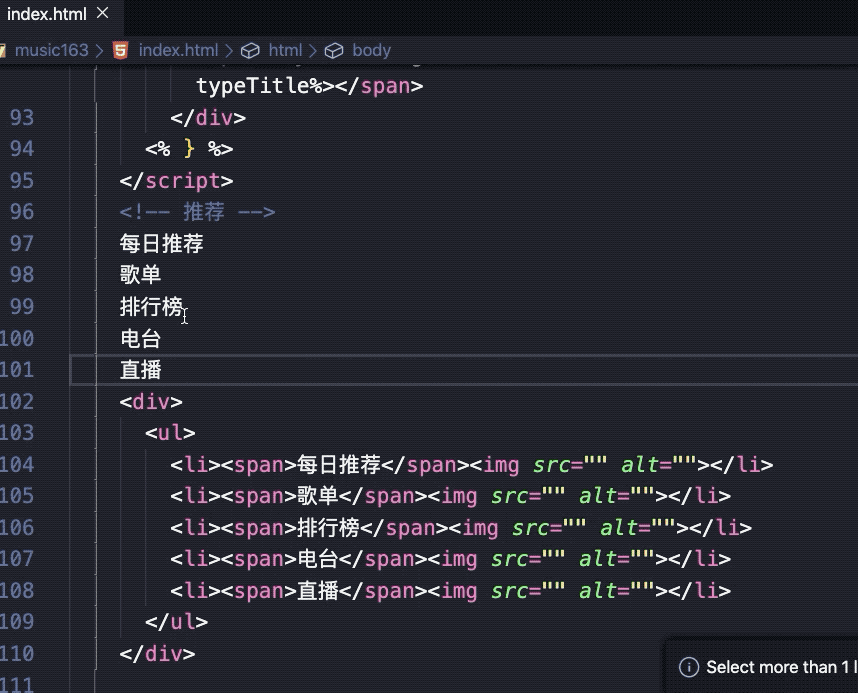 index.html ×
music163 > index.html > html > body
typeTitle%></span>
93 </div>
94 <% } %>
95 </script>
96 <!-- 推荐 -->
97 每日推荐
98 歌单
99 排行榜
100 电台
101 直播
102 <div>
103 <ul>
104 <li><span>每日推荐</span><img src="" alt=""></li>
105 <li><span>歌单</span><img src="" alt=""></li>
106 <li><span>排行榜</span><img src="" alt=""></li>
107 <li><span>电台</span><img src="" alt=""></li>
108 <li><span>直播</span><img src="" alt=""></li>
109 </ul>
110 </div>
111
Select more than 1 l